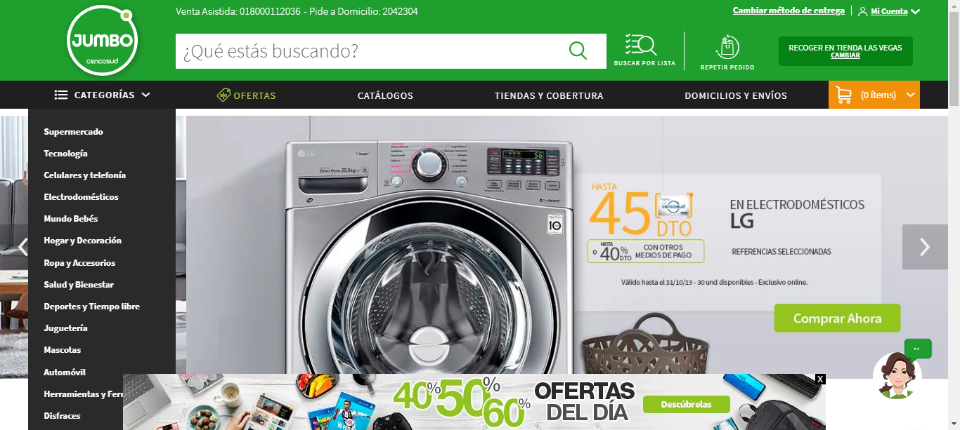 Venta Asistida: 018000112036 - Pide a Domicilio: 2042304
Cambiar método de entrega
Mi Cuenta
JUMBO
cencosud
¿Qué estás buscando?
BUSCAR POR LISTA
REPETIR PEDIDO
RECOGER EN TIENDA LAS VEGAS
CAMBIAR
CATEGORÍAS
OFERTAS
CATÁLOGOS
TIENDAS Y COBERTURA
DOMICILIOS Y ENVÍOS
(0 ítems)
Supermercado
Tecnología
Celulares y telefonía
Electrodomésticos
Mundo Bebés
Hogar y Decoración
Ropa y Accesorios
Salud y Bienestar
Deportes y Tiempo libre
Juguetería
Mascotas
Automóvil
Herramientas y Ferr
Disfraces
LG
HASTA
45% DTO
cencosud
EN ELECTRODOMÉSTICOS
LG
o HASTA 40% DTO
CON OTROS
MEDIOS DE PAGO
REFERENCIAS SELECCIONADAS
Válido hasta el 31/10/19 - 30 und disponibles - Exclusivo online.
Comprar Ahora
40% 50% 60%
OFERTAS
DEL DÍA
Descúbrelas
X